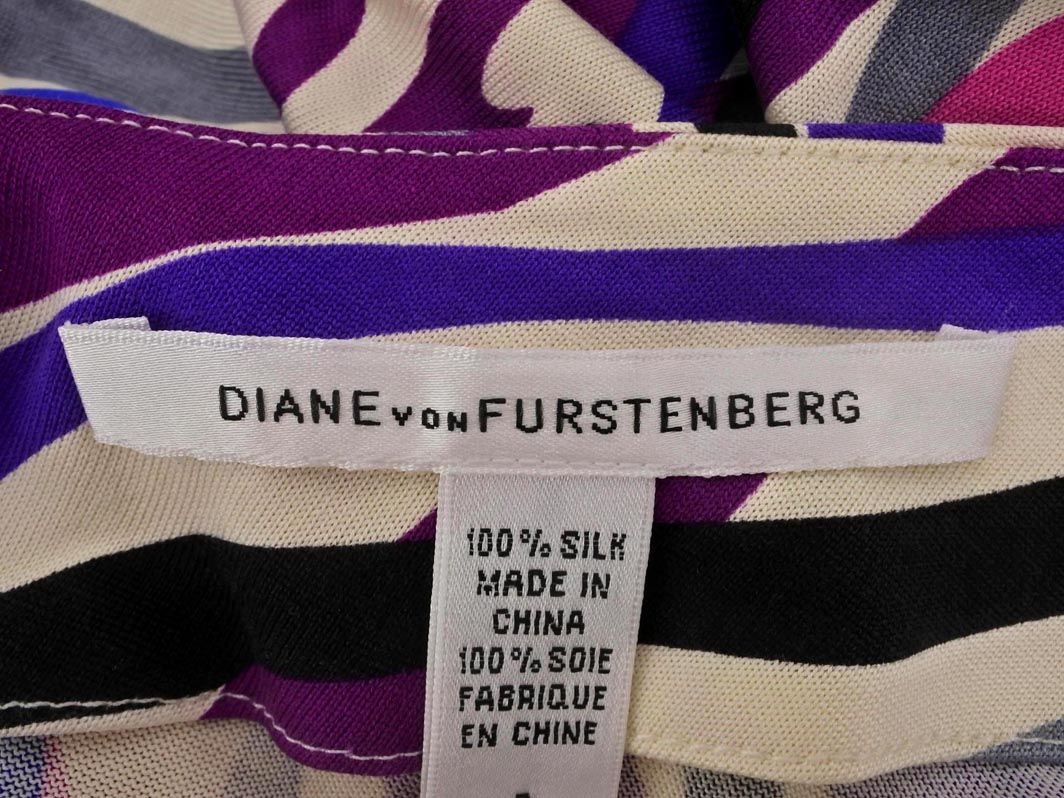 DIANE VON FURSTENBERG
100% SILK
MADE IN
CHINA
100% SOIE
FABRIQUE
EN CHINE